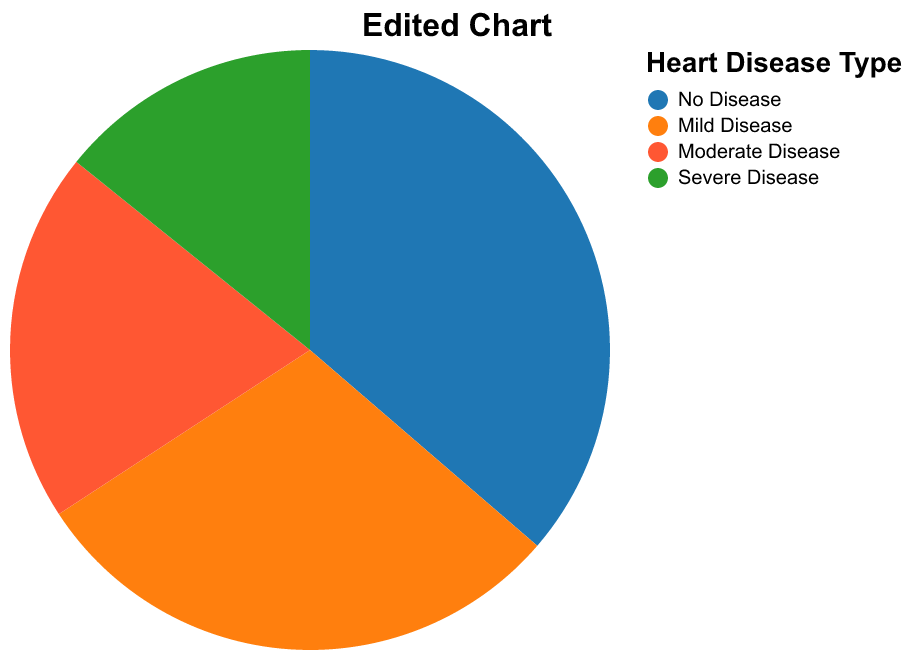 Edited Chart
Heart Disease Type
No Disease
Mild Disease
Moderate Disease
Severe Disease